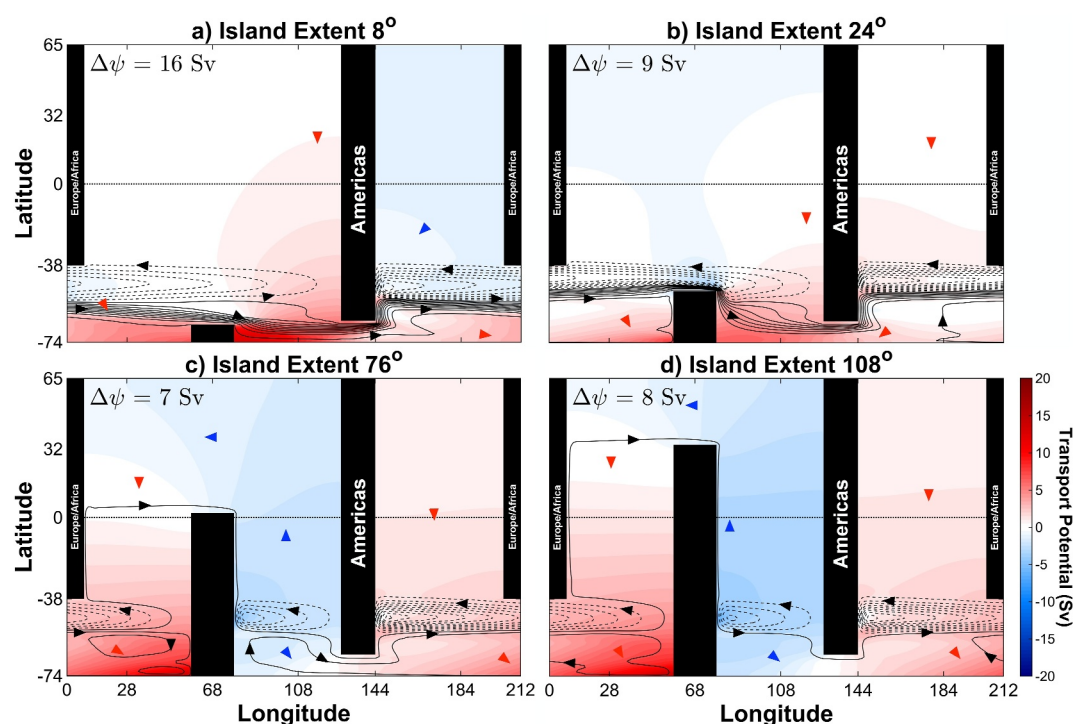 a) Island Extent 8°
b) Island Extent 24°
65
32
0
-38
-74
Latitude
Δψ = 16 Sv
Europe/Africa
Americas
Europe/Africa
Δψ = 9 Sv
Europe/Africa
Americas
Europe/Africa
c) Island Extent 76°
d) Island Extent 108°
65
32
0
-38
-74
Latitude
Δψ = 7 Sv
Europe/Africa
Americas
Europe/Africa
Δψ = 8 Sv
Europe/Africa
Americas
Europe/Africa
0 28 68 108 144 184 212
0 28 68 108 144 184 212
Longitude
Longitude
20
15
10
5
0
-5
-10
-15
-20
Transport Potential (Sv)